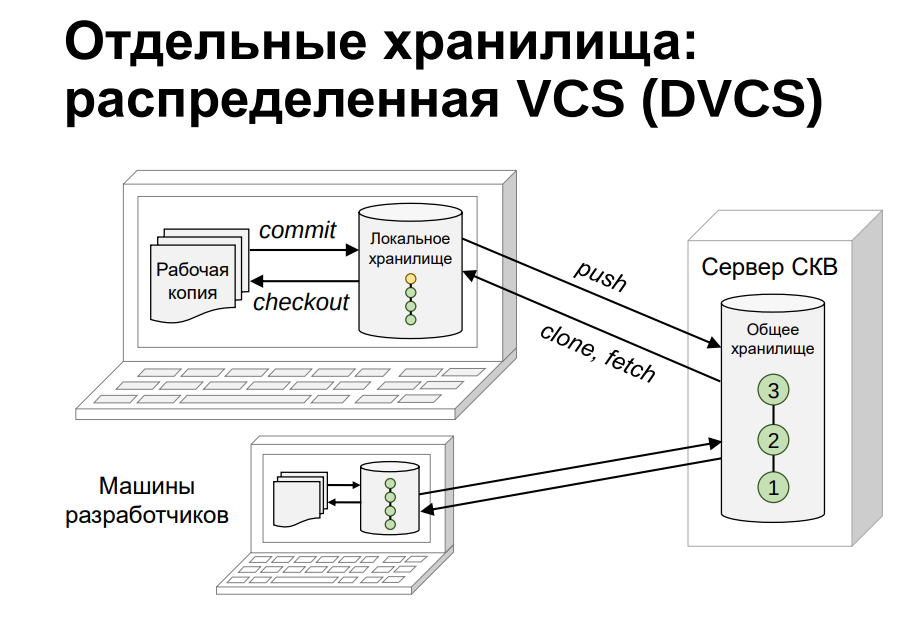 Отдельные хранилища:
распределенная VCS (DVCS)
commit
Рабочая
копия
checkout
Локальное
хранилище
push
clone, fetch
Сервер СКВ
Общее
хранилище
3
2
1
Машины
разработчиков